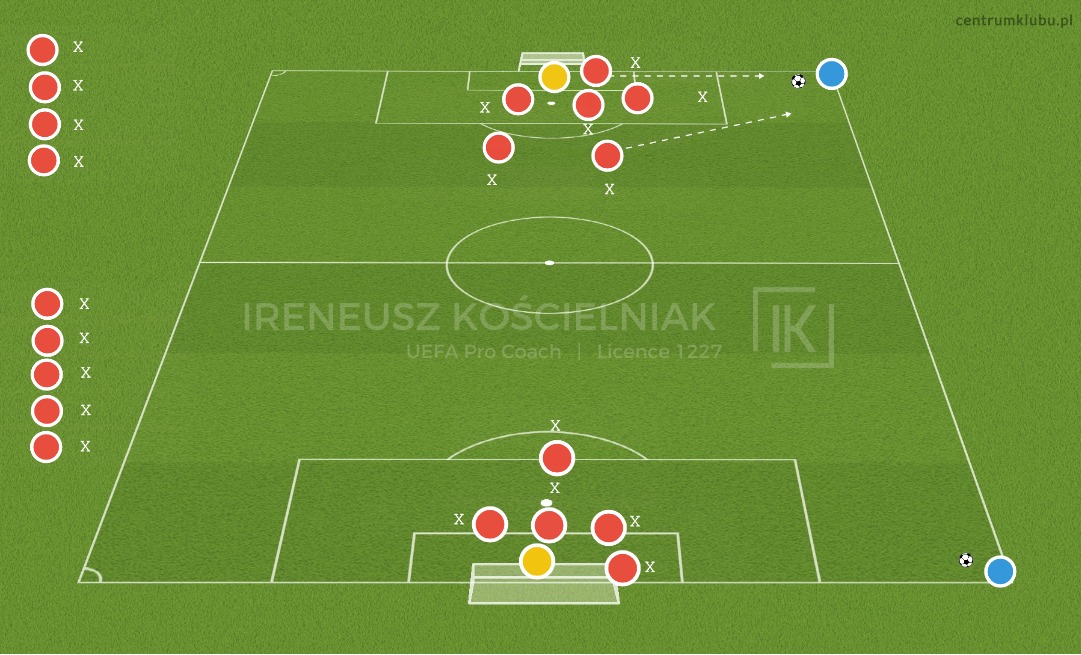 centrumklubu.pl
X
X
X
X
X
X
X
X
X
X
X
IRENEUSZ KOŚCIELNIAK IK
X
UEFA Pro Coach | Licence 1227
X
X
X
X
X
X X
X